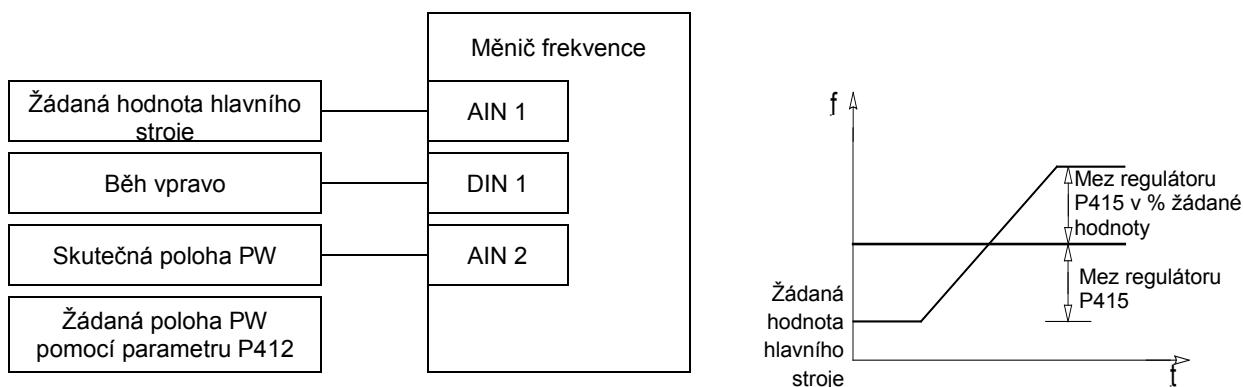 Měnič frekvence
Žádaná hodnota hlavního
stroje
AIN 1
Běh vpravo
DIN 1
Skutečná poloha PW
AIN 2
Žádaná poloha PW
pomocí parametru P412
f
Mez regulátoru
P415 v % žádané
hodnoty
Mez regulátoru
P415
Žádaná
hodnota
hlavního
stroje
t